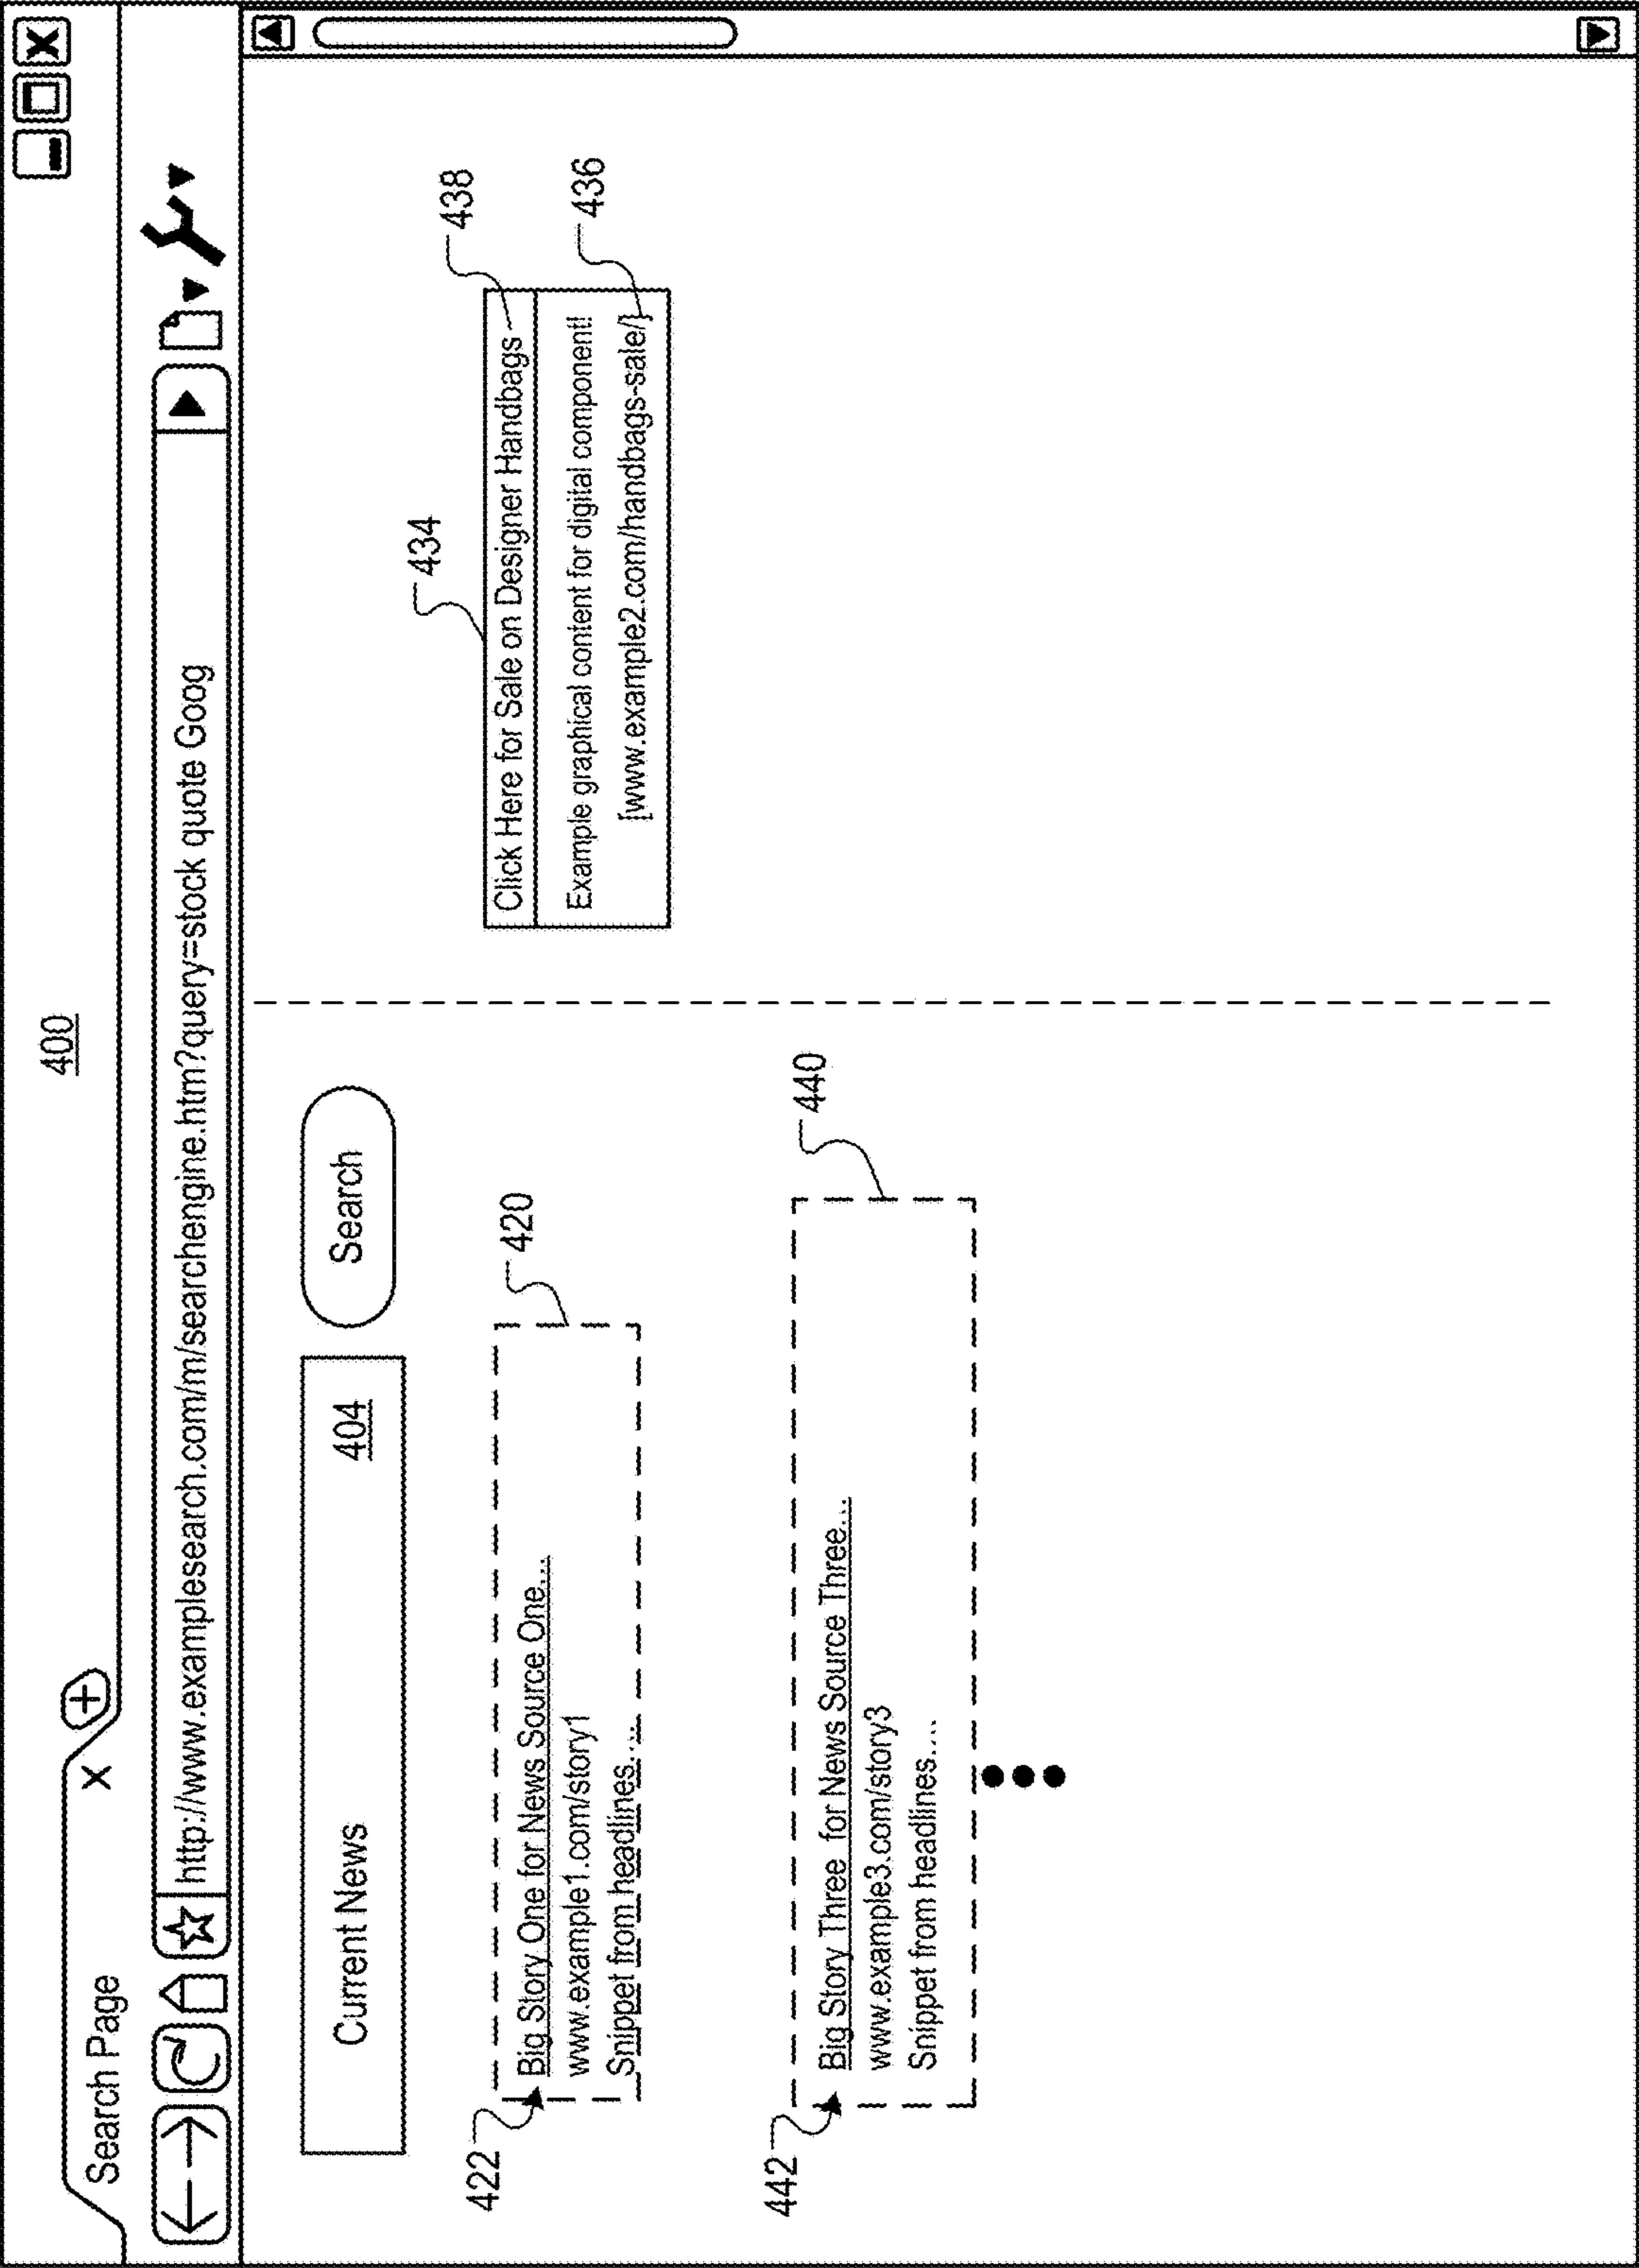 400
Search Page X
http://www.examplesearch.com/m/searchengine.htm?query=stock quote Goog
Current News 404
Search
422
Big Story One for News Source One...
www.example1.com/story1
Snippet from headlines....
420
442
Big Story Three for News Source Three...
www.example3.com/story3
Snippet from headlines....
440
434
438
Click Here for Sale on Designer Handbags
436
Example graphical content for digital component!
[www.example2.com/handbags-sale/]